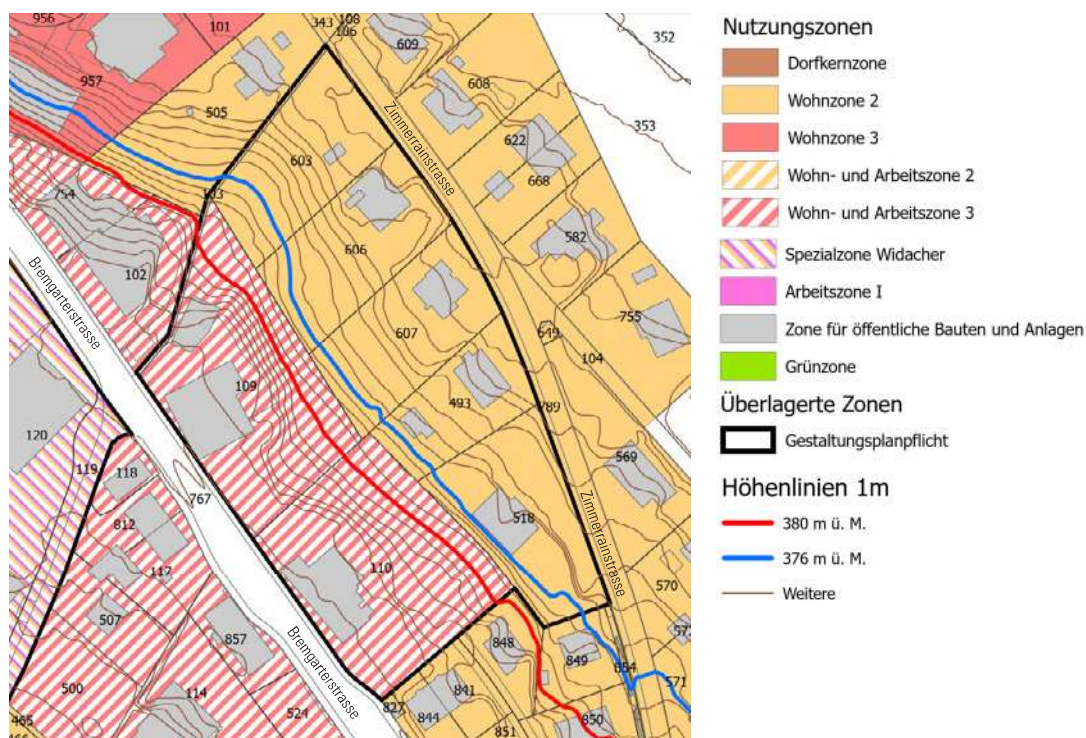 956
101
343
108
106
609
352
957
505
608
353
603
622
668
Zimmerrainstrasse
754
103
606
582
102
Bremgarterstrasse
607
649
755
104
109
493
789
120
119
118
767
569
518
812
110
Zimmerrainstrasse
117
570
507
857
848
849
854
571
500
114
Bremgarterstrasse
841
524
827
844
850
465
851
Nutzungszonen
Dorfkernzone
Wohnzone 2
Wohnzone 3
Wohn- und Arbeitszone 2
Wohn- und Arbeitszone 3
Spezialzone Widacher
Arbeitszone I
Zone für öffentliche Bauten und Anlagen
Grünzone
Überlagerte Zonen
Gestaltungsplanpflicht
Höhenlinien 1m
380 m ü. M.
376 m ü. M.
Weitere